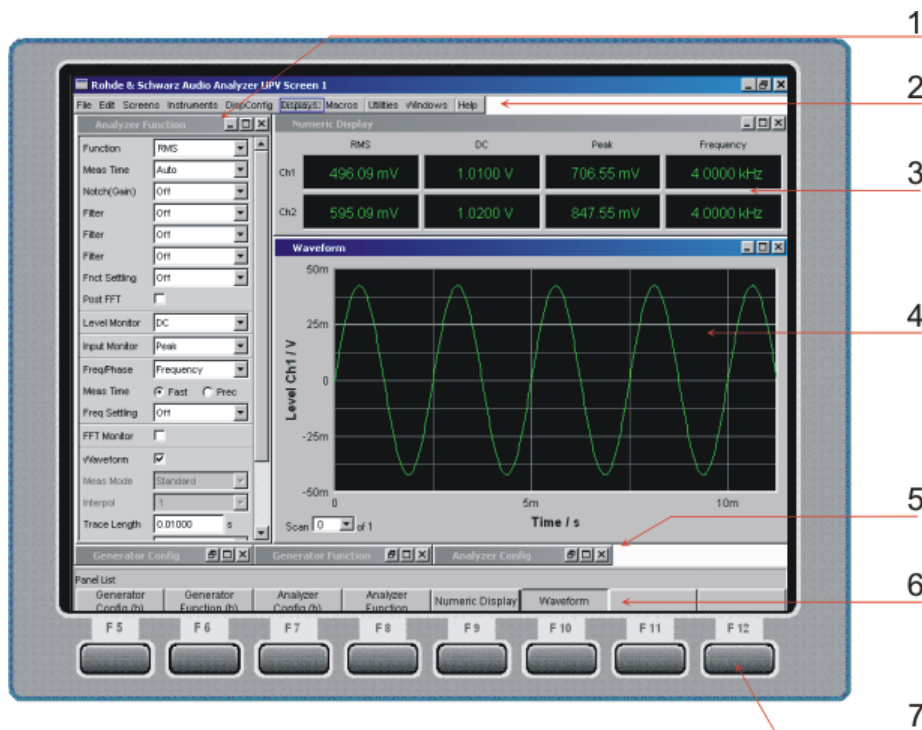 1
Rohde & Schwarz Audio Analyzer UPV Screen 1
File Edit Screens Instruments DispConfig Displays Macros Utilities Windows Help
2
Analyzer Function
Function RMS
Meas Time Auto
Notch(Gain) Off
Filter Off
Filter Off
Filter Off
Fnct Settling Off
Post FFT
Level Monitor DC
Input Monitor Peak
Freq/Phase Frequency
Meas Time Fast Prec
Freq Settling Off
FFT Monitor
Waveform
Meas Mode Standard
Interpol 1
Trace Length 0.01000 s
Numeric Display
RMS DC Peak Frequency
Ch1 496.09 mV 1.0100 V 706.55 mV 4.0000 kHz
3
Ch2 595.09 mV 1.0200 V 847.55 mV 4.0000 kHz
Waveform
50m
25m
4
Level Ch1 / V
0
-25m
-50m
0 5m 10m
Scan 0 of 1
Time / s
5
Generator Config Generator Function Analyzer Config
Panel List
6
Generator Config (h) Generator Function (h) Analyzer Config (h) Analyzer Function Numeric Display Waveform
F 5 F 6 F 7 F 8 F 9 F 10 F 11 F 12
7